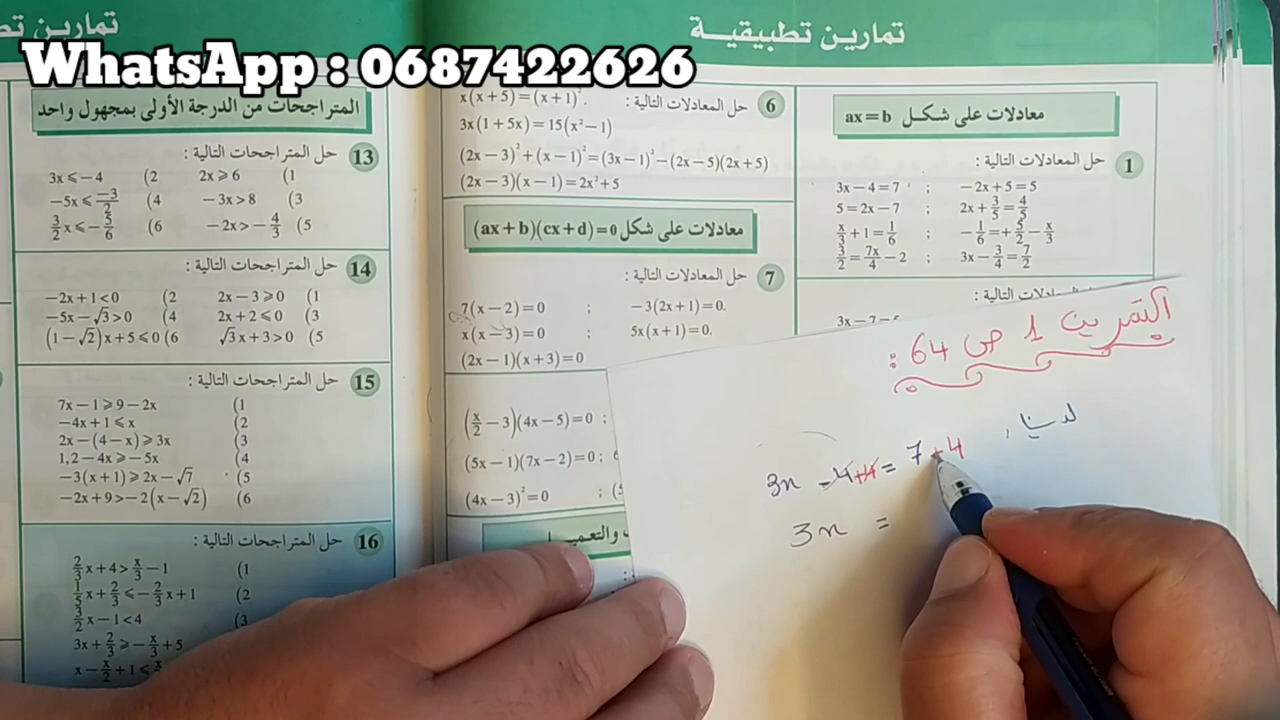 تمارين تطبيقيـــة
تمارين تط
WhatsApp : 0687422626
معادلات على شكــل ax = b
1 حل المعادلات التالية :
3x − 4 = 7 ; −2x + 5 = 5
5 = 2x − 7 ; 2x + 3/5 = 4/5
x/3 + 1 = 1/6 ; −1/6 = + 5/2 − x/3
3/2 = 7x/4 − 2 ; 3x − 3/4 = 7/2
التالية :
6 حل المعادلات التالية :
x(x + 5) = (x + 1)².
3x(1 + 5x) = 15(x² − 1)
(2x − 3)² + (x − 1)² = (3x − 1)² − (2x − 5)(2x + 5)
(2x − 3)(x − 1) = 2x² + 5
معادلات على شكل (ax + b)(cx + d) = 0
7 حل المعادلات التالية :
7(x − 2) = 0 ; −3(2x + 1) = 0.
x(x − 3) = 0 ; 5x(x + 1) = 0.
(2x − 1)(x + 3) = 0
(x/2 − 3)(4x − 5) = 0 ;
(5x − 1)(7x − 2) = 0 ;
(4x − 3)² = 0 ;
المتراجحات من الدرجة الأولى بمجهول واحد
13 حل المتراجحات التالية :
3x ⩽ −4 (2 2x ⩾ 6 (1
−5x ⩽ −3/2 (4 −3x > 8 (3
3/2 x ⩽ −5/6 (6 −2x > −4/3 (5
14 حل المتراجحات التالية :
−2x + 1 < 0 (2 2x − 3 ⩾ 0 (1
−5x − √3 > 0 (4 2x + 2 ⩽ 0 (3
(1 − √2)x + 5 ⩽ 0 (6 √3x + 3 > 0 (5
15 حل المتراجحات التالية :
7x − 1 ⩾ 9 − 2x (1
−4x + 1 ⩽ x (2
2x − (4 − x) ⩾ 3x (3
1,2 − 4x ⩾ −5x (4
−3(x + 1) ⩾ 2x − √7 (5
−2x + 9 > −2(x − √2) (6
16 حل المتراجحات التالية :
2/3 x + 4 > x/3 − 1 (1
1/5 x + 2/3 ⩽ −2/3 x + 1 (2
3/2 x − 1 < 4 (3
3x + 2/3 ⩾ −x/3 + 5
التمرين 1 ص 64 :
لدينا ,
3x − 4 + 4 = 7 + 4
3x =